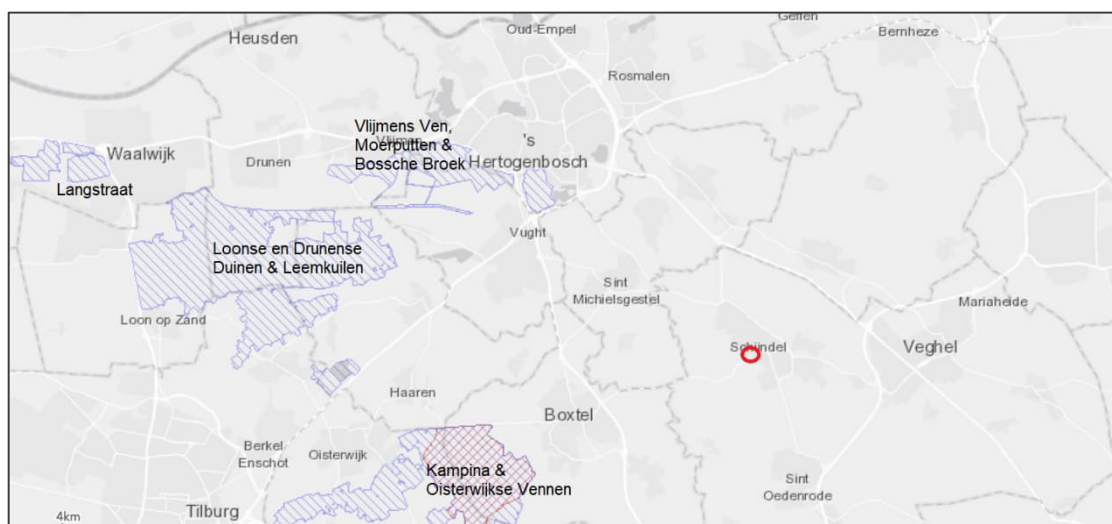 Geffen
Oud-Empel
Bernheze
Heusden
Rosmalen
Vlijmens Ven,
Vlijmen
Moerputten &
Bossche Broek
's
Hertogenbosch
Waalwijk
Drunen
Langstraat
Vught
Loonse en Drunense
Duinen & Leemkuilen
Sint
Michielsgestel
Mariaheide
Loon op Zand
Schijndel
Veghel
Haaren
Boxtel
Berkel
Enschot
Oisterwijk
Kampina &
Oisterwijkse Vennen
Sint
Oedenrode
4km
Tilburg